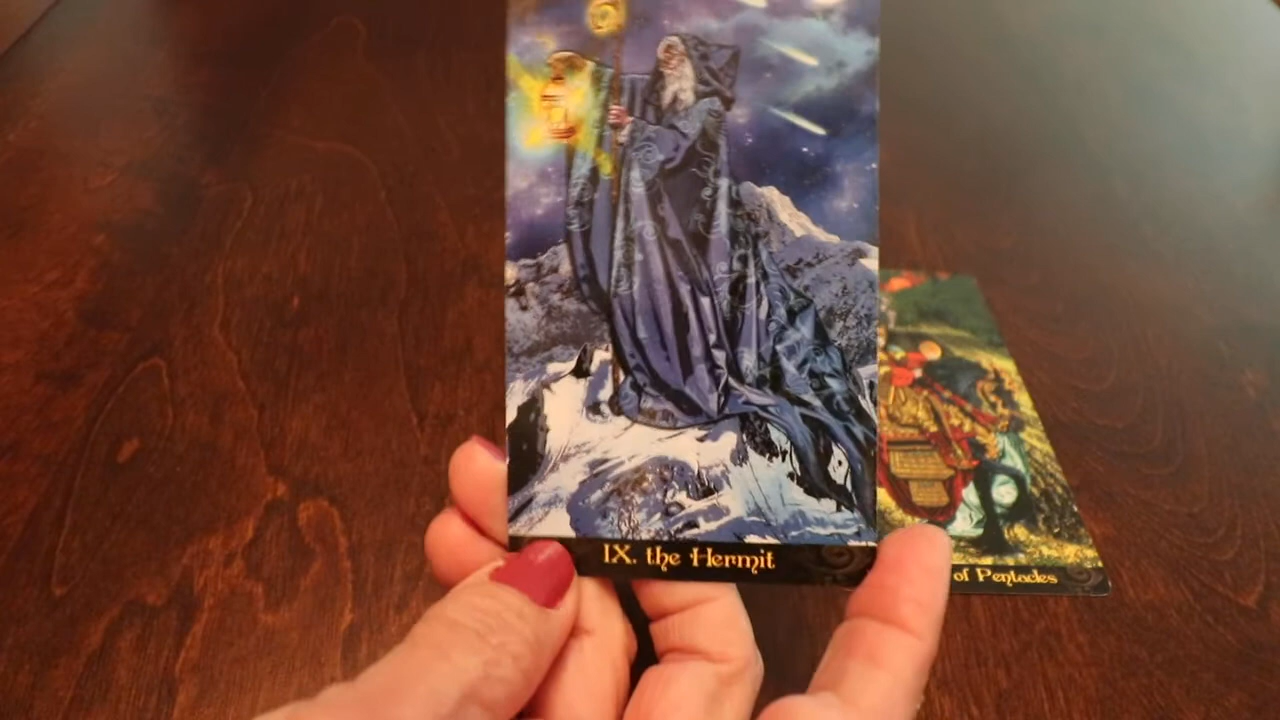 IX. the Hermit
of Pentacles